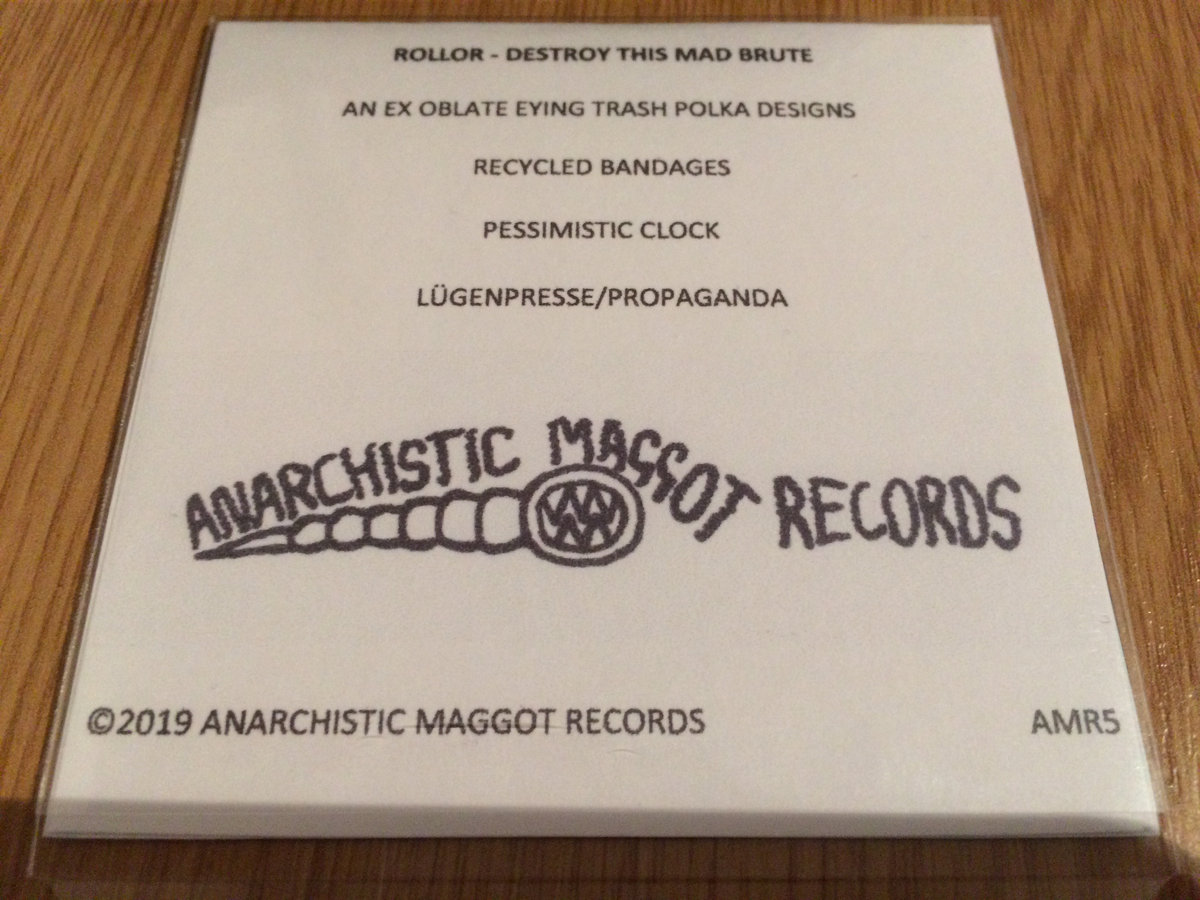 ROLLOR - DESTROY THIS MAD BRUTE
AN EX OBLATE EYING TRASH POLKA DESIGNS
RECYCLED BANDAGES
PESSIMISTIC CLOCK
LÜGENPRESSE/PROPAGANDA
ANARCHISTIC MAGGOT RECORDS
©2019 ANARCHISTIC MAGGOT RECORDS AMR5